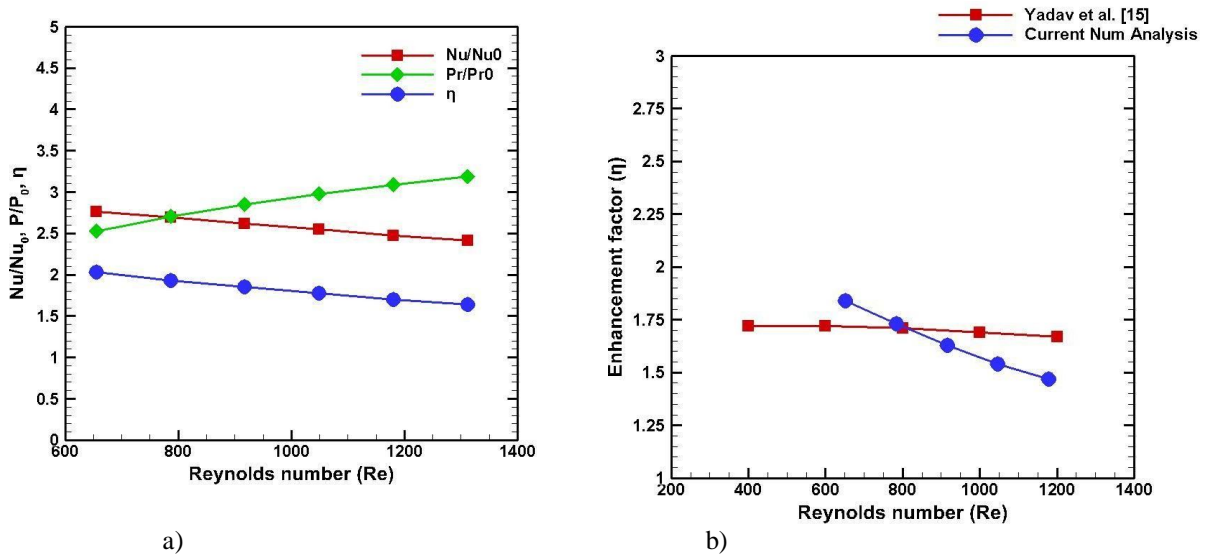 Nu/Nu0
Pr/Pr0
η
5
4.5
4
3.5
3
2.5
2
1.5
1
0.5
0
Nu/Nu₀, P/P₀, η
600
800
1000
1200
1400
Reynolds number (Re)
a)
Yadav et al. [15]
Current Num Analysis
3
2.75
2.5
2.25
2
1.75
1.5
1.25
1
Enhancement factor (η)
200
400
600
800
1000
1200
1400
Reynolds number (Re)
b)